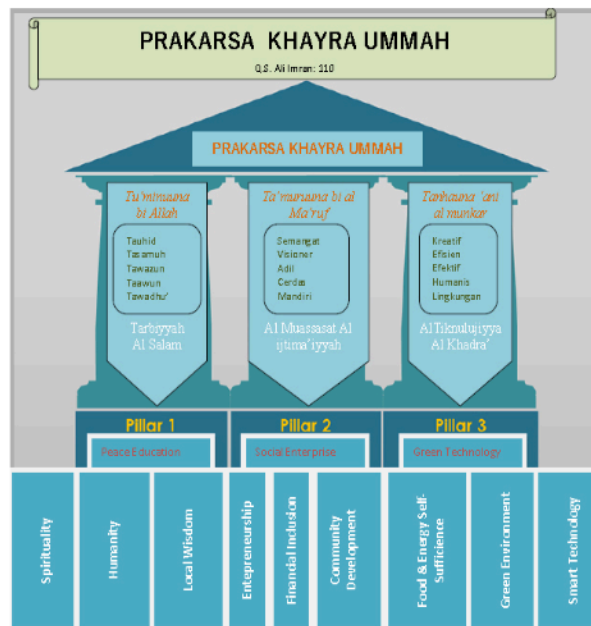 PRAKARSA KHAYRA UMMAH
Q.S. Ali Imran: 110
PRAKARSA KHAYRA UMMAH
Tu'minuuna
bi Allah
Tauhid
Tasamuh
Tawazun
Taawun
Tawadhu'
Tarbiyyah
Al Salam
Ta'muruuna bi al
Ma'ruf
Semangat
Visioner
Adil
Cerdas
Mandiri
Al Muassasat Al
ijtima'iyyah
Tanhauna 'ani
al munkar
Kreatif
Efisien
Efektif
Humanis
Lingkungan
Al Tiknulujiyya
Al Khadra'
Pillar 1
Peace Education
Pillar 2
Social Enterprise
Pillar 3
Green Technology
Spirituality
Humanity
Local Wisdom
Entepreneurship
Financial Inclusion
Community
Development
Food & Energy Self-
Sufficience
Green Environment
Smart Technology